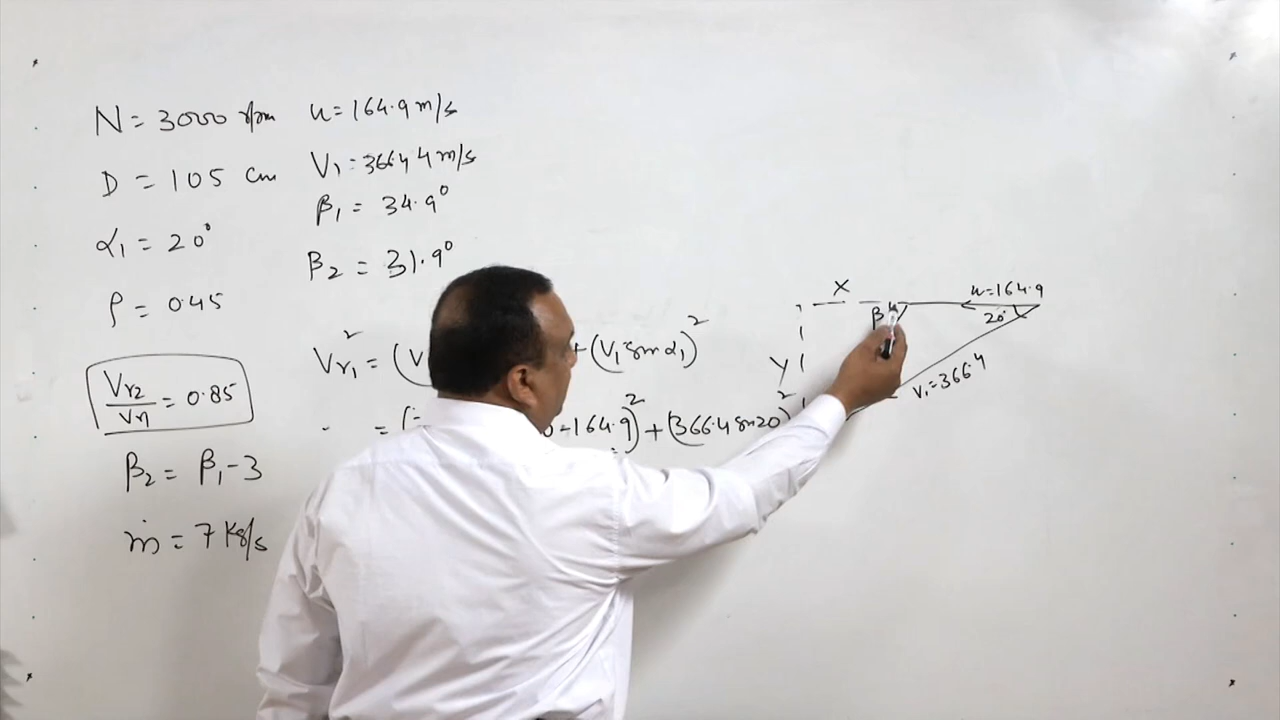 N = 3000 rpm
D = 105 cm
α₁ = 20°
ρ = 0.45
Vr₂/Vr₁ = 0.85
β₂ = β₁ - 3
ṁ = 7 Kg/s
u = 164.9 m/s
V₁ = 366.44 m/s
β₁ = 34.9°
β₂ = 31.9°
Vr₁² = (V + (V₁ sin α₁)²
= ( 0 - 164.9)² + (366.4 sin 20)²
X
u = 164.9
β
20°
Y
V₁ = 366.4